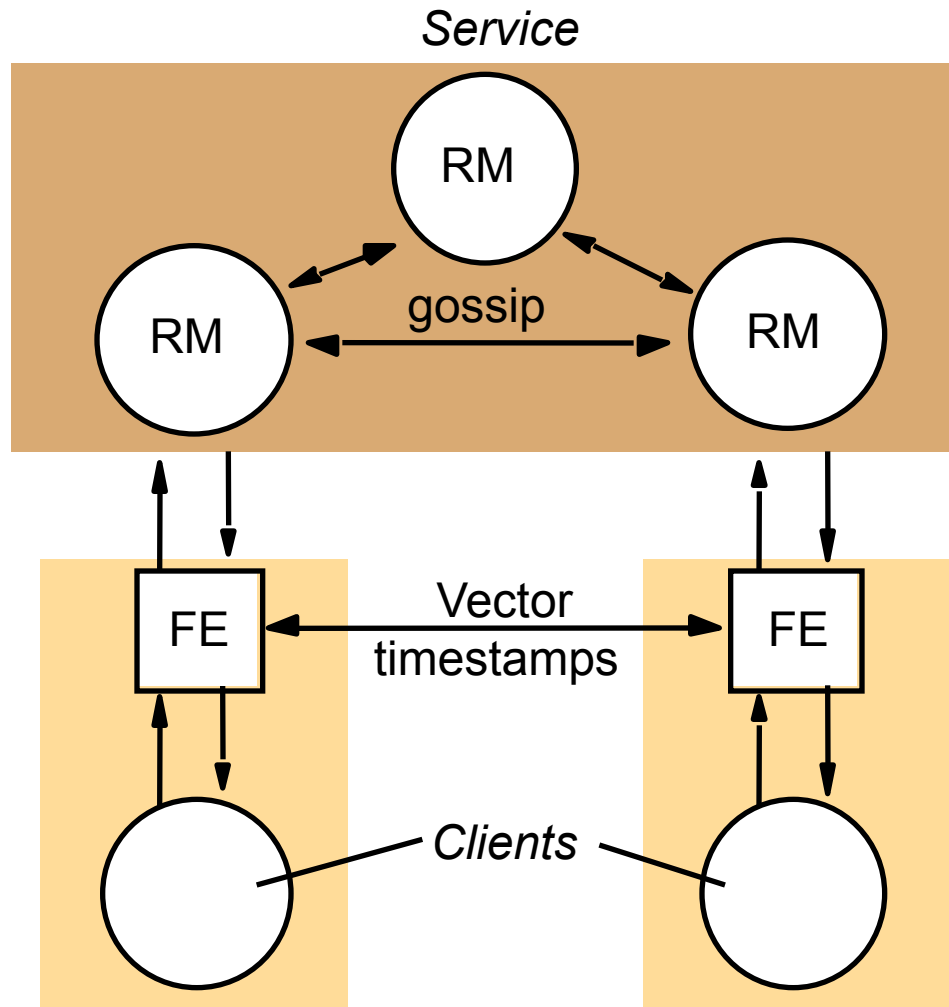 Service
RM
RM
gossip
RM
FE
Vector
timestamps
FE
Clients